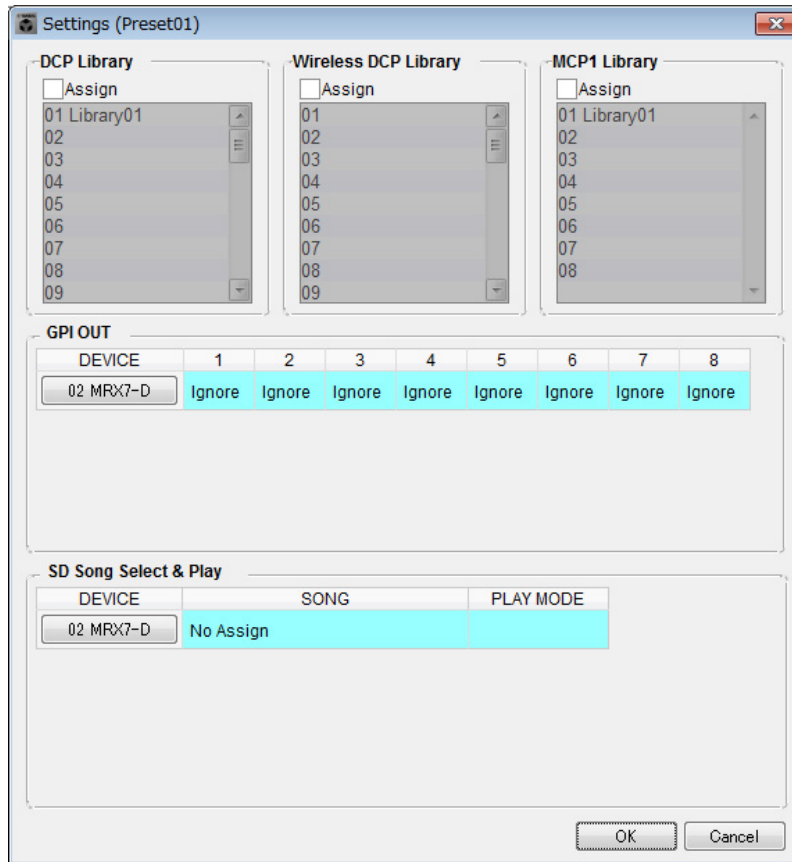 Settings (Preset01)
DCP Library
Assign
01 Library01
02
03
04
05
06
07
08
09
Wireless DCP Library
Assign
01
02
03
04
05
06
07
08
09
MCP1 Library
Assign
01 Library01
02
03
04
05
06
07
08
GPI OUT
DEVICE 1 2 3 4 5 6 7 8
02 MRX7-D Ignore Ignore Ignore Ignore Ignore Ignore Ignore Ignore
SD Song Select & Play
DEVICE SONG PLAY MODE
02 MRX7-D No Assign
OK Cancel